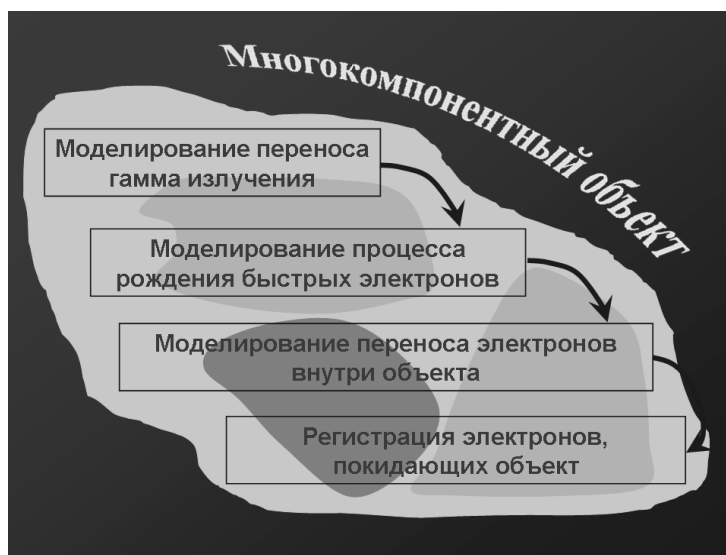 Многокомпонентный объект
Моделирование переноса
гамма излучения
Моделирование процесса
рождения быстрых электронов
Моделирование переноса электронов
внутри объекта
Регистрация электронов,
покидающих объект